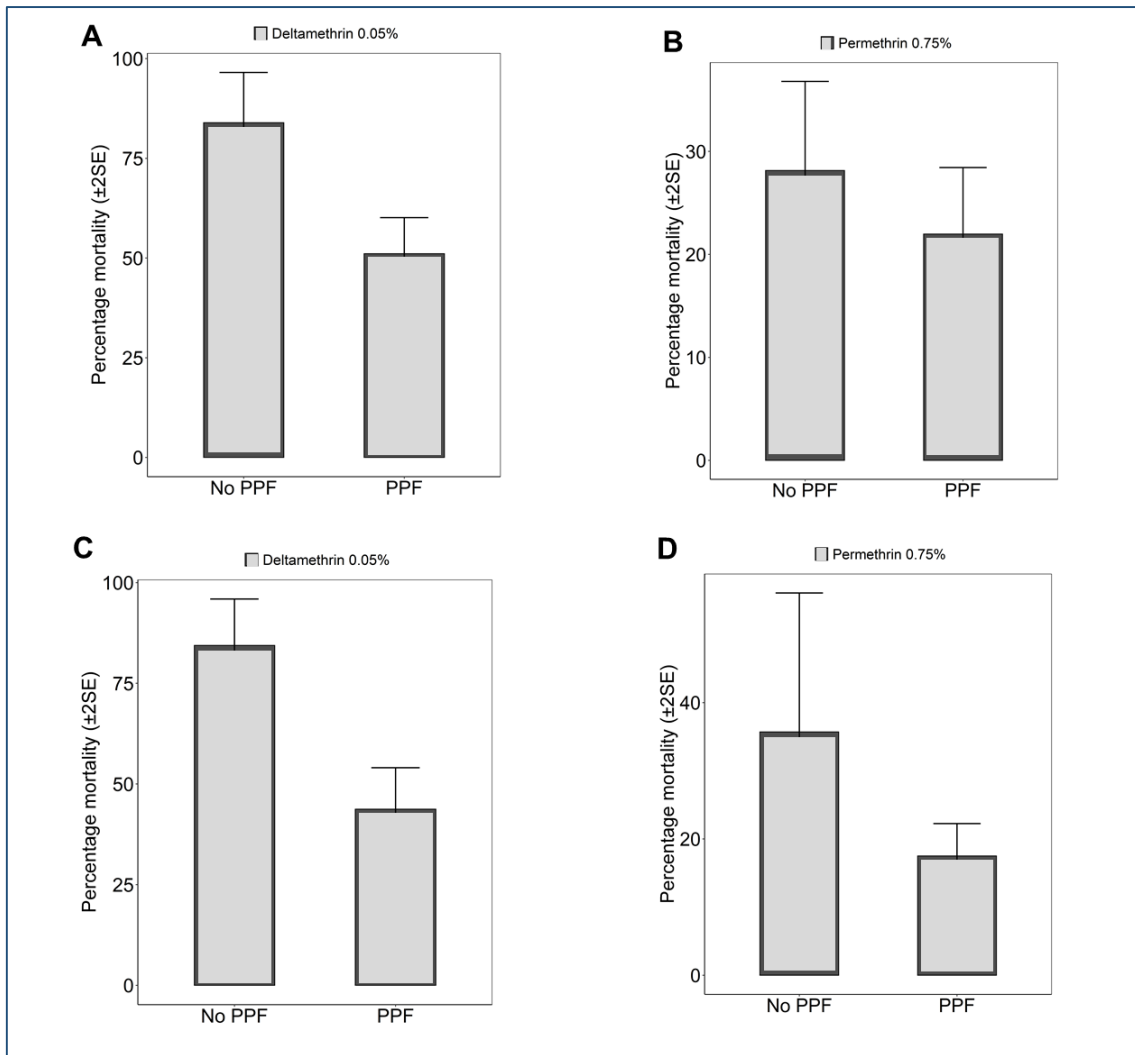 A
Deltamethrin 0.05%
Percentage mortality (±2SE)
100
75
50
25
0
No PPF PPF
B
Permethrin 0.75%
Percentage mortality (±2SE)
30
20
10
0
No PPF PPF
C
Deltamethrin 0.05%
Percentage mortality (±2SE)
100
75
50
25
0
No PPF PPF
D
Permethrin 0.75%
Percentage mortality (±2SE)
40
20
0
No PPF PPF